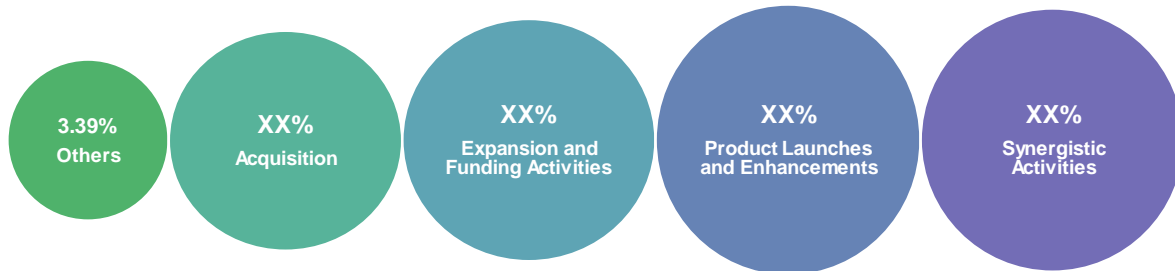 3.39%
Others
XX%
Acquisition
XX%
Expansion and
Funding Activities
XX%
Product Launches
and Enhancements
XX%
Synergistic
Activities